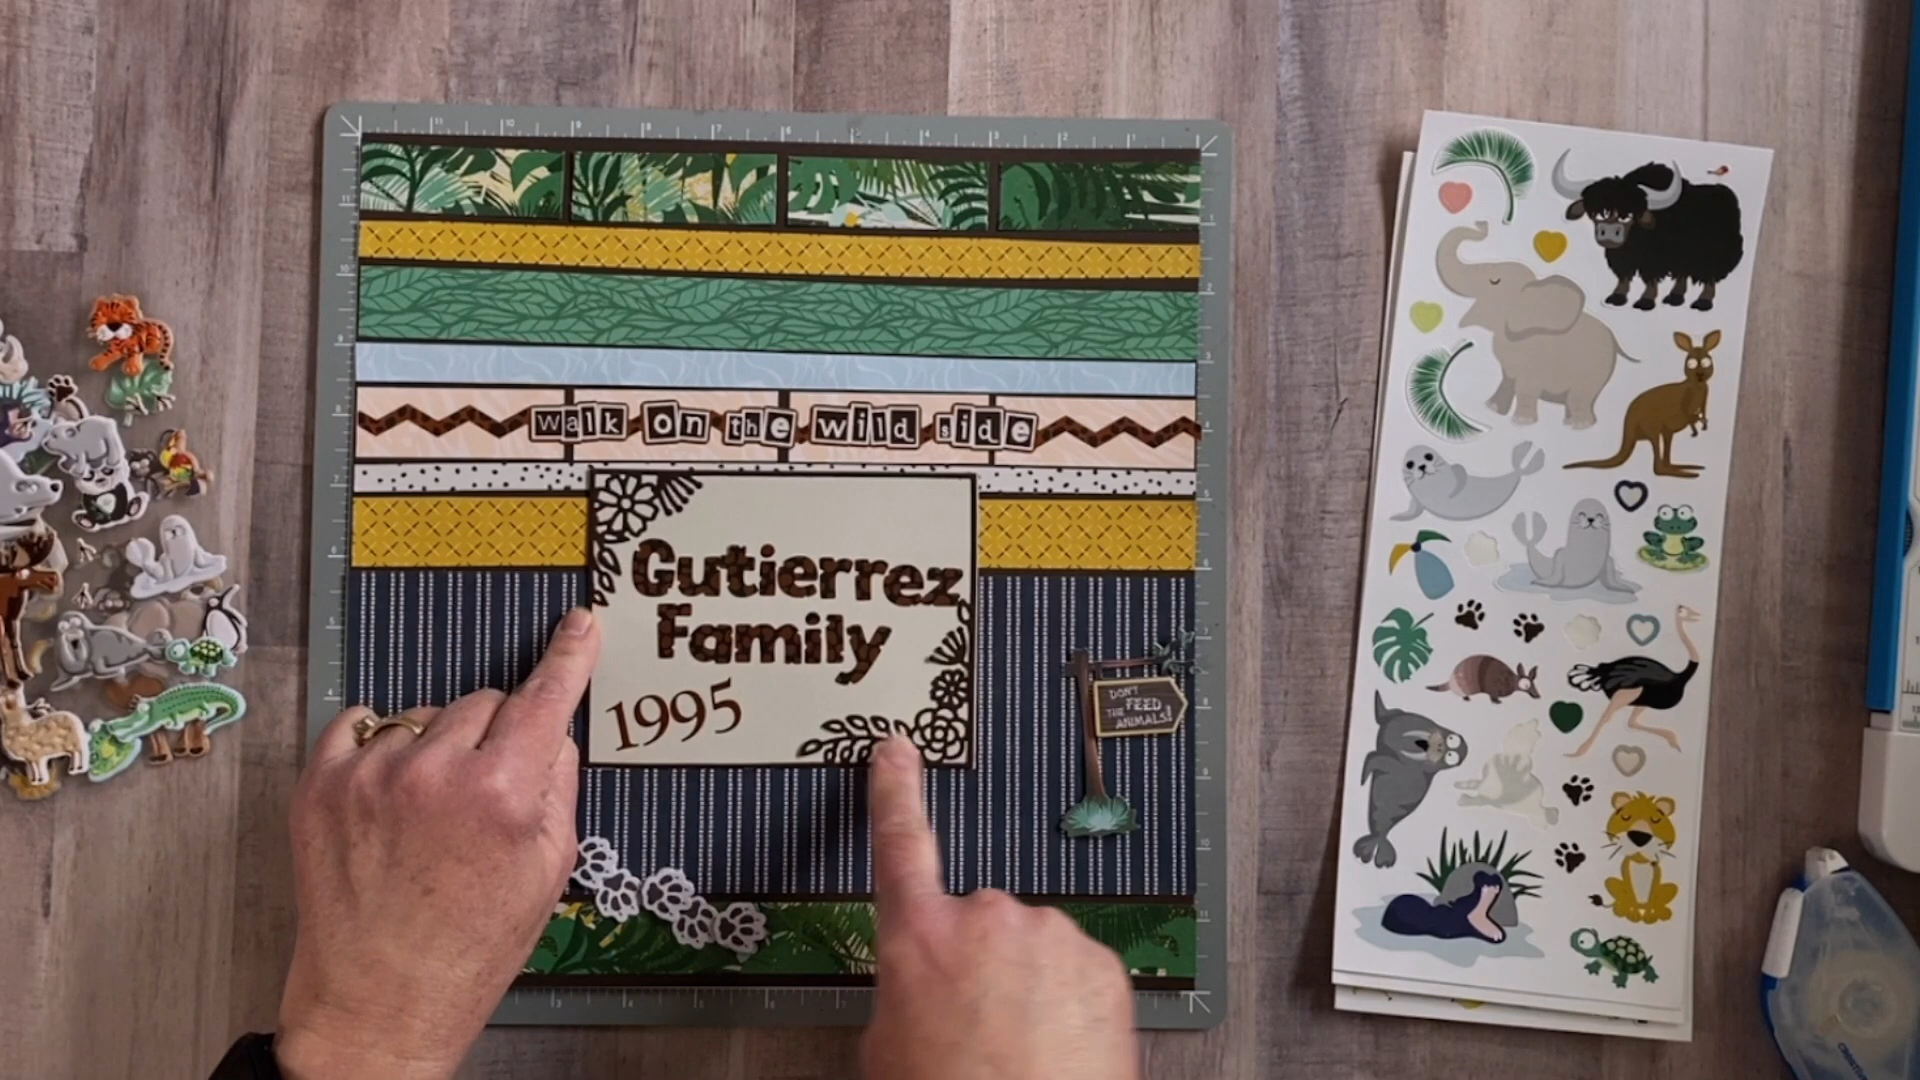 walk on the wild side
Gutierrez
Family
1995
DON'T
THE FEED
ANIMALS!